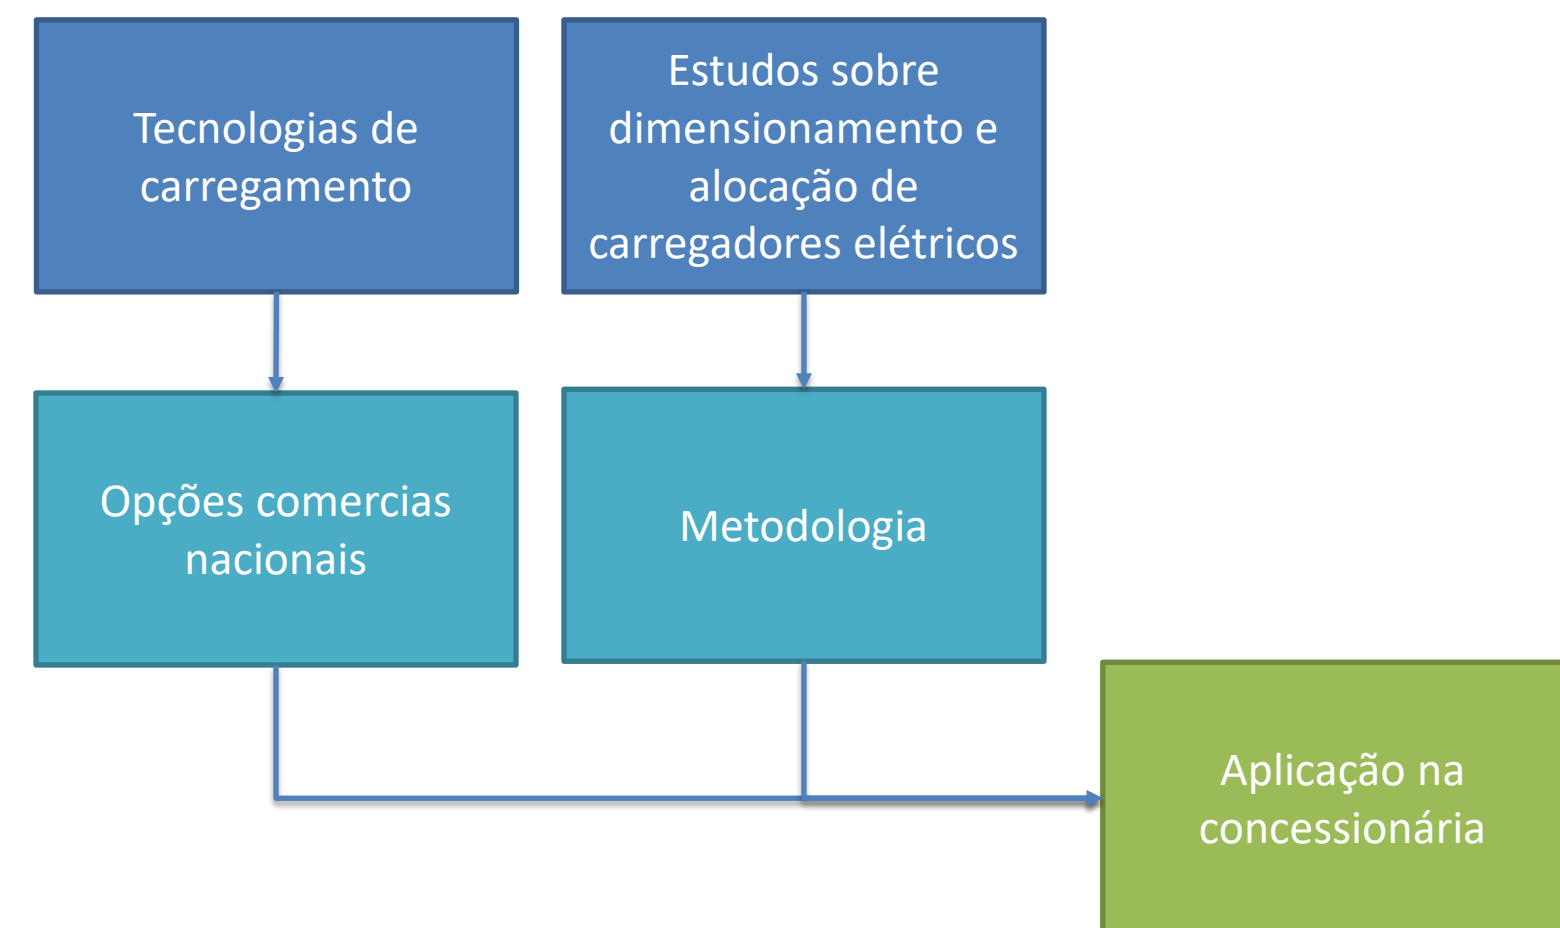 Tecnologias de
carregamento
Estudos sobre
dimensionamento e
alocação de
carregadores elétricos
Opções comercias
nacionais
Metodologia
Aplicação na
concessionária